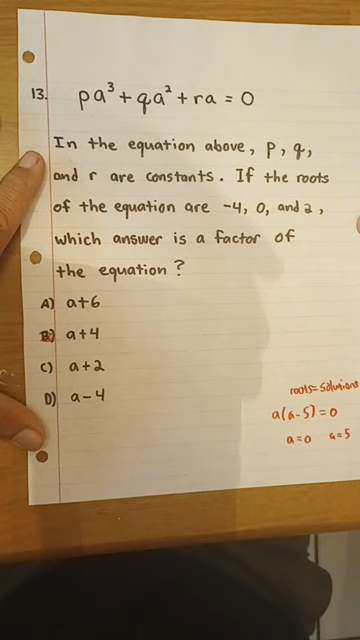 13. pa³ + qa² + ra = 0
In the equation above, p, q,
and r are constants. If the roots
of the equation are -4, 0, and 2,
which answer is a factor of
the equation?
A) a+6
B) a+4
C) a+2
D) a-4
roots=solutions
a(a-5)=0
a=0 a=5